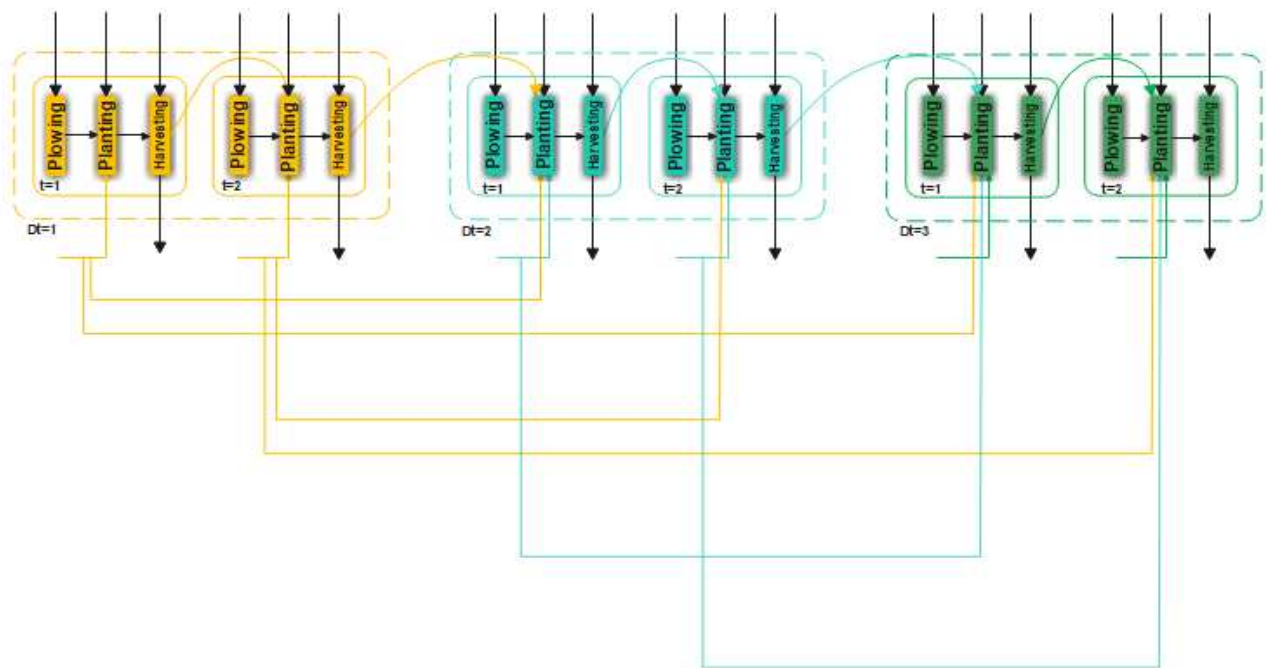 Plowing
Planting
Harvesting
t=1
Plowing
Planting
Harvesting
t=2
Dt=1
Plowing
Planting
Harvesting
t=1
Plowing
Planting
Harvesting
t=2
Dt=2
Plowing
Planting
Harvesting
t=1
Plowing
Planting
Harvesting
t=2
Dt=3